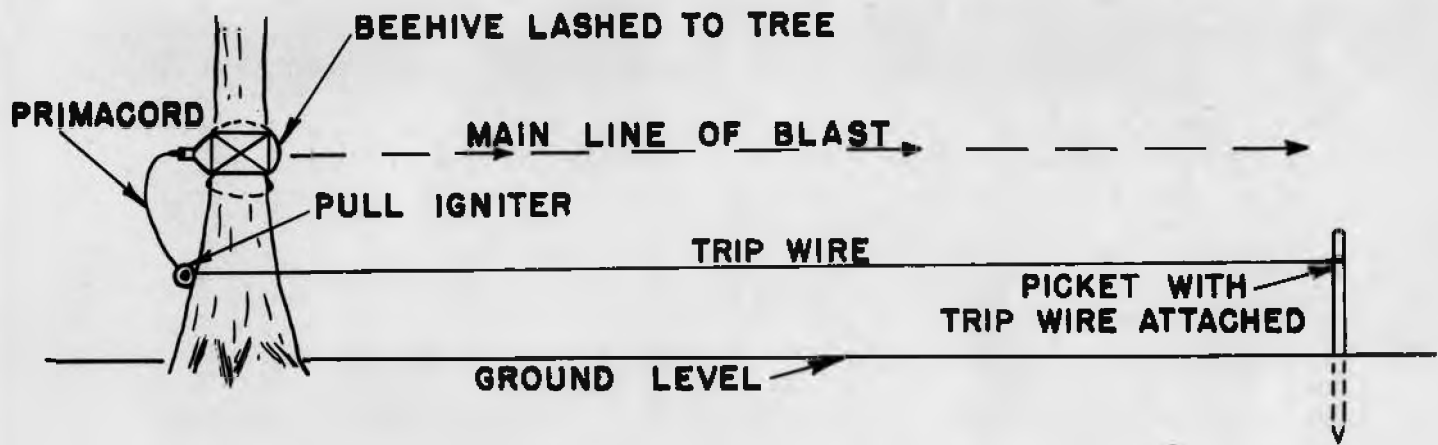 BEEHIVE LASHED TO TREE
PRIMACORD
MAIN LINE OF BLAST
PULL IGNITER
TRIP WIRE
PICKET WITH
TRIP WIRE ATTACHED
GROUND LEVEL